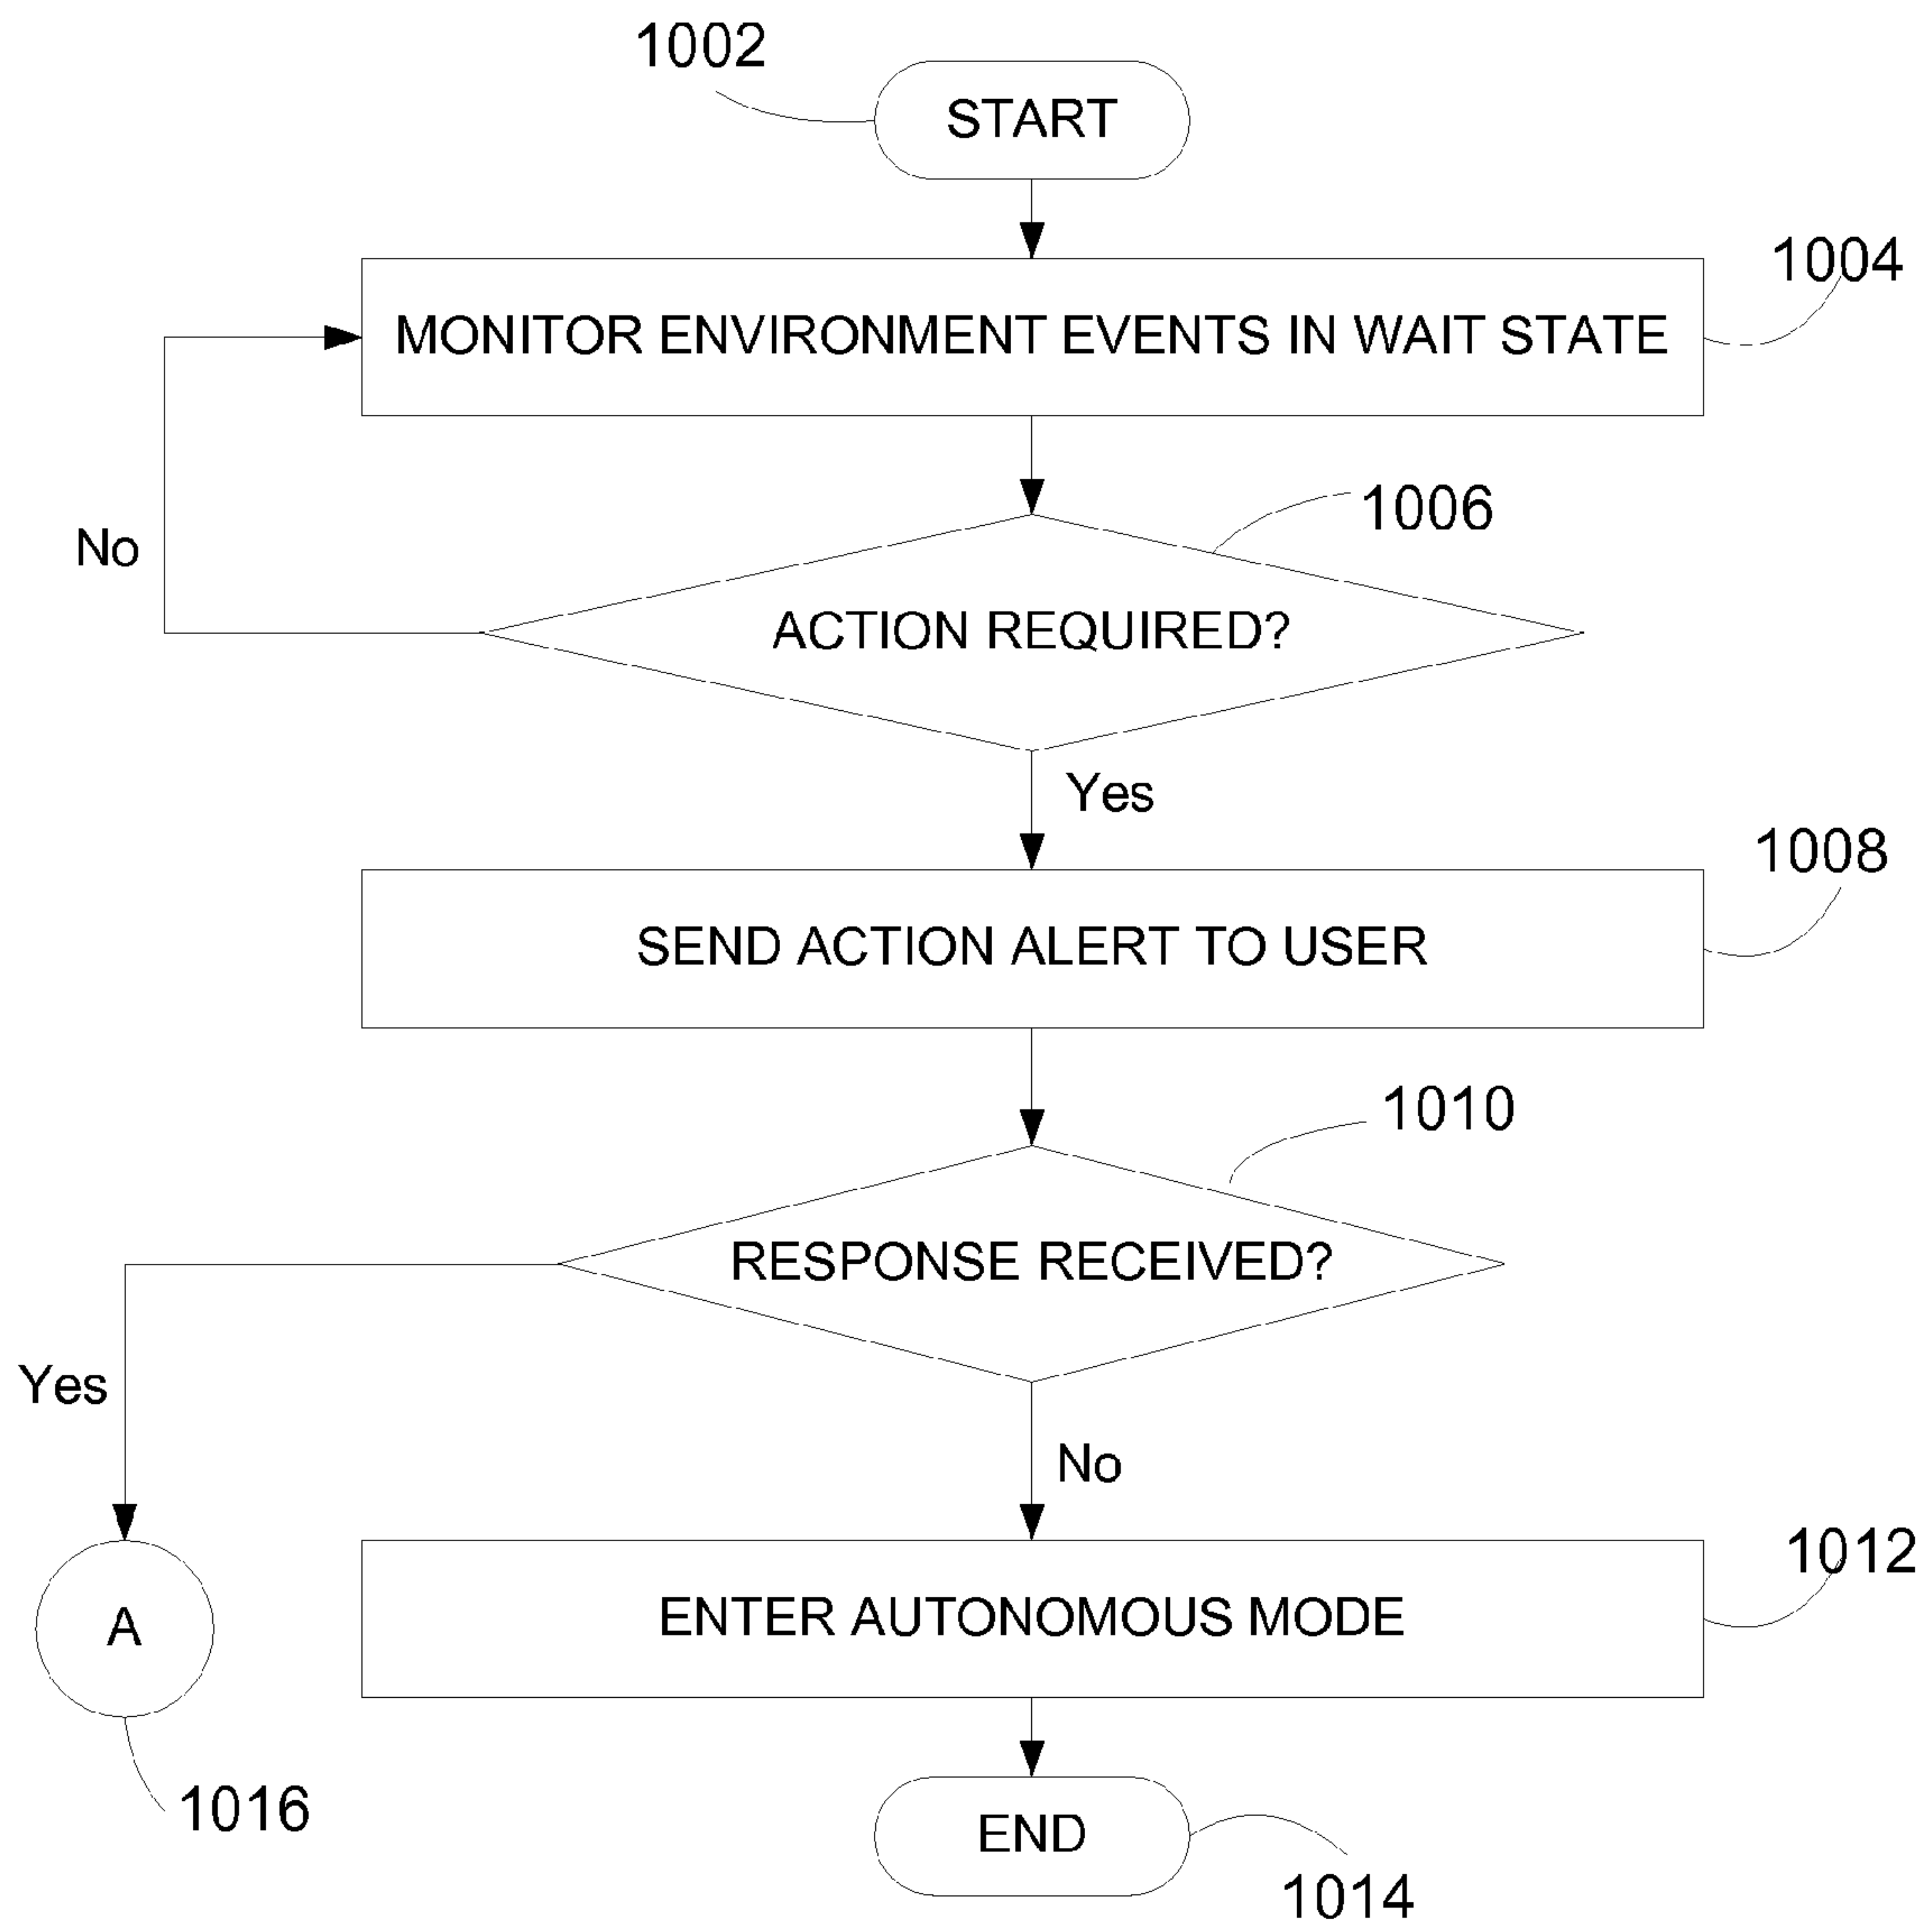 1002
START
1004
MONITOR ENVIRONMENT EVENTS IN WAIT STATE
1006
No
ACTION REQUIRED?
Yes
1008
SEND ACTION ALERT TO USER
1010
RESPONSE RECEIVED?
Yes
No
1012
ENTER AUTONOMOUS MODE
A
1016
END
1014